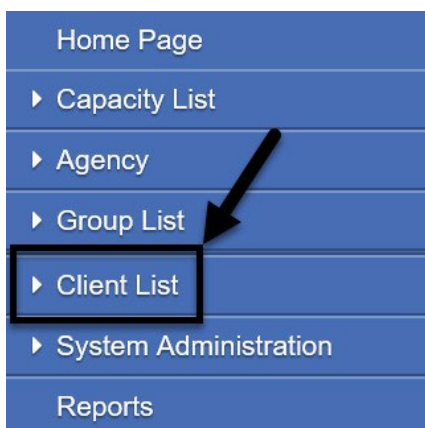 Home Page
Capacity List
Agency
Group List
Client List
System Administration
Reports